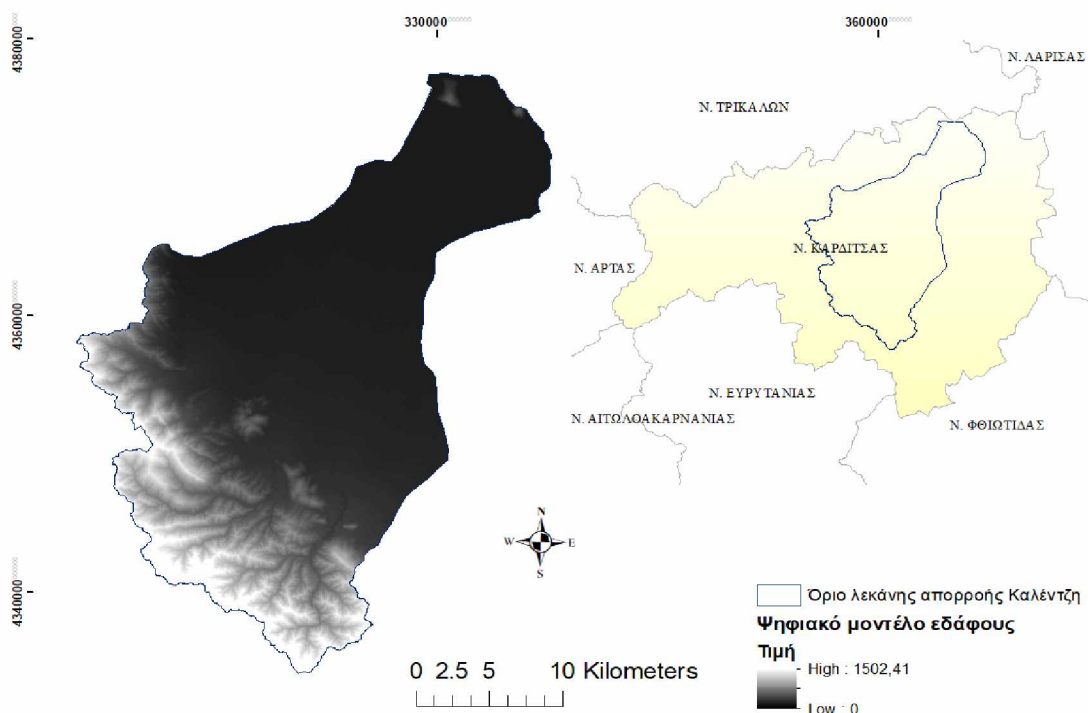 330000
360000
4380000
4360000
4340000
Ν. ΛΑΡΙΣΑΣ
Ν. ΤΡΙΚΑΛΩΝ
Ν. ΚΑΡΔΙΤΣΑΣ
Ν. ΑΡΤΑΣ
Ν. ΕΥΡΥΤΑΝΙΑΣ
Ν. ΑΙΤΩΛΟΑΚΑΡΝΑΝΙΑΣ
Ν. ΦΘΙΩΤΙΔΑΣ
N
W E
S
0 2.5 5 10 Kilometers
Όριο λεκάνης απορροής Καλέντζη
Ψηφιακό μοντέλο εδάφους
Τιμή
High : 1502,41
Low : 0